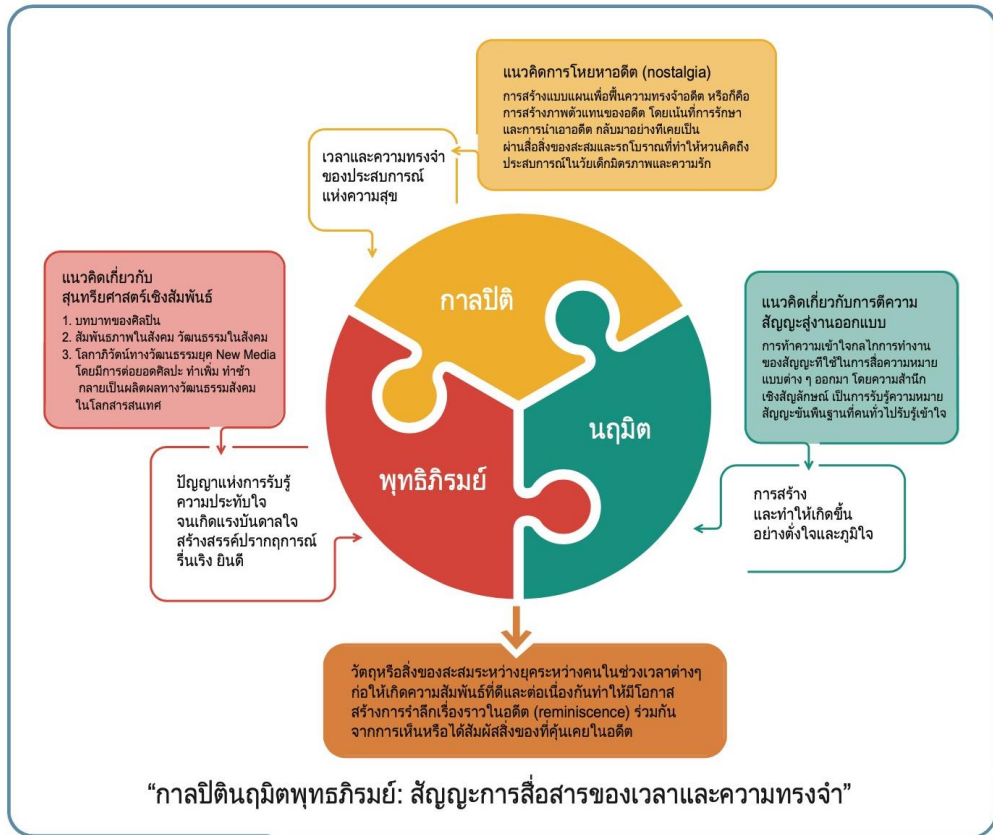 แนวคิดการโหยหาอดีต (nostalgia)
การสร้างแบบแผนเพื่อฟื้นความทรงจำอดีต หรือก็คือ
การสร้างภาพตัวแทนของอดีต โดยเน้นที่การรักษา
และการนำเอาอดีต กลับมาอย่างที่เคยเป็น
ผ่านสื่อสิ่งของสะสมและรถโบราณที่ทำให้หวนคิดถึง
ประสบการณ์ในวัยเด็กมิตรภาพและความรัก
เวลาและความทรงจำ
ของประสบการณ์
แห่งความสุข
แนวคิดเกี่ยวกับ
สุนทรียศาสตร์เชิงสัมพันธ์
1. บทบาทของศิลปิน
2. สัมพันธภาพในสังคม วัฒนธรรมในสังคม
3. โลกาภิวัตน์ทางวัฒนธรรมยุค New Media
โดยมีการต่อยอดศิลปะ ทำเพิ่ม ทำซ้ำ
กลายเป็นผลิตผลทางวัฒนธรรมสังคม
ในโลกสารสนเทศ
กาลปิติ
แนวคิดเกี่ยวกับการตีความ
สัญญะสู่งานออกแบบ
การทำความเข้าใจกลไกการทำงาน
ของสัญญะที่ใช้ในการสื่อความหมาย
แบบต่าง ๆ ออกมา โดยความสำนึก
เชิงสัญลักษณ์ เป็นการรับรู้ความหมาย
สัญญะขั้นพื้นฐานที่คนทั่วไปรับรู้เข้าใจ
นฤมิต
พุทธิภิรมย์
ปัญญาแห่งการรับรู้
ความประทับใจ
จนเกิดแรงบันดาลใจ
สร้างสรรค์ปรากฏการณ์
รื่นเริง ยินดี
การสร้าง
และทำให้เกิดขึ้น
อย่างตั้งใจและภูมิใจ
วัตถุหรือสิ่งของสะสมระหว่างยุคระหว่างคนในช่วงเวลาต่างๆ
ก่อให้เกิดความสัมพันธ์ที่ดีและต่อเนื่องกันทำให้มีโอกาส
สร้างการรำลึกเรื่องราวในอดีต (reminiscence) ร่วมกัน
จากการเห็นหรือได้สัมผัสสิ่งของที่คุ้นเคยในอดีต
“กาลปิตินฤมิตพุทธภิรมย์: สัญญะการสื่อสารของเวลาและความทรงจำ”